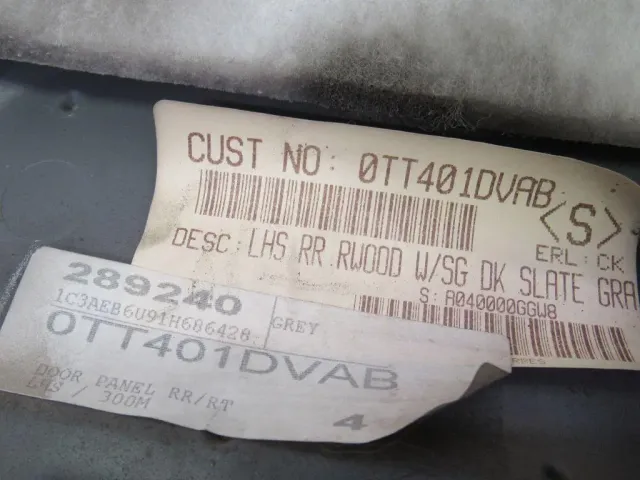 CUST NO: 0TT401DVAB
<S>
DESC: LHS RR RWOOD W/SG DK SLATE GRA
ERL: CK
S: A040000GGW8
289240
1C3AEB6U91H686428
GREY
0TT401DVAB
DOOR PANEL RR/RT
LHS / 300M
4